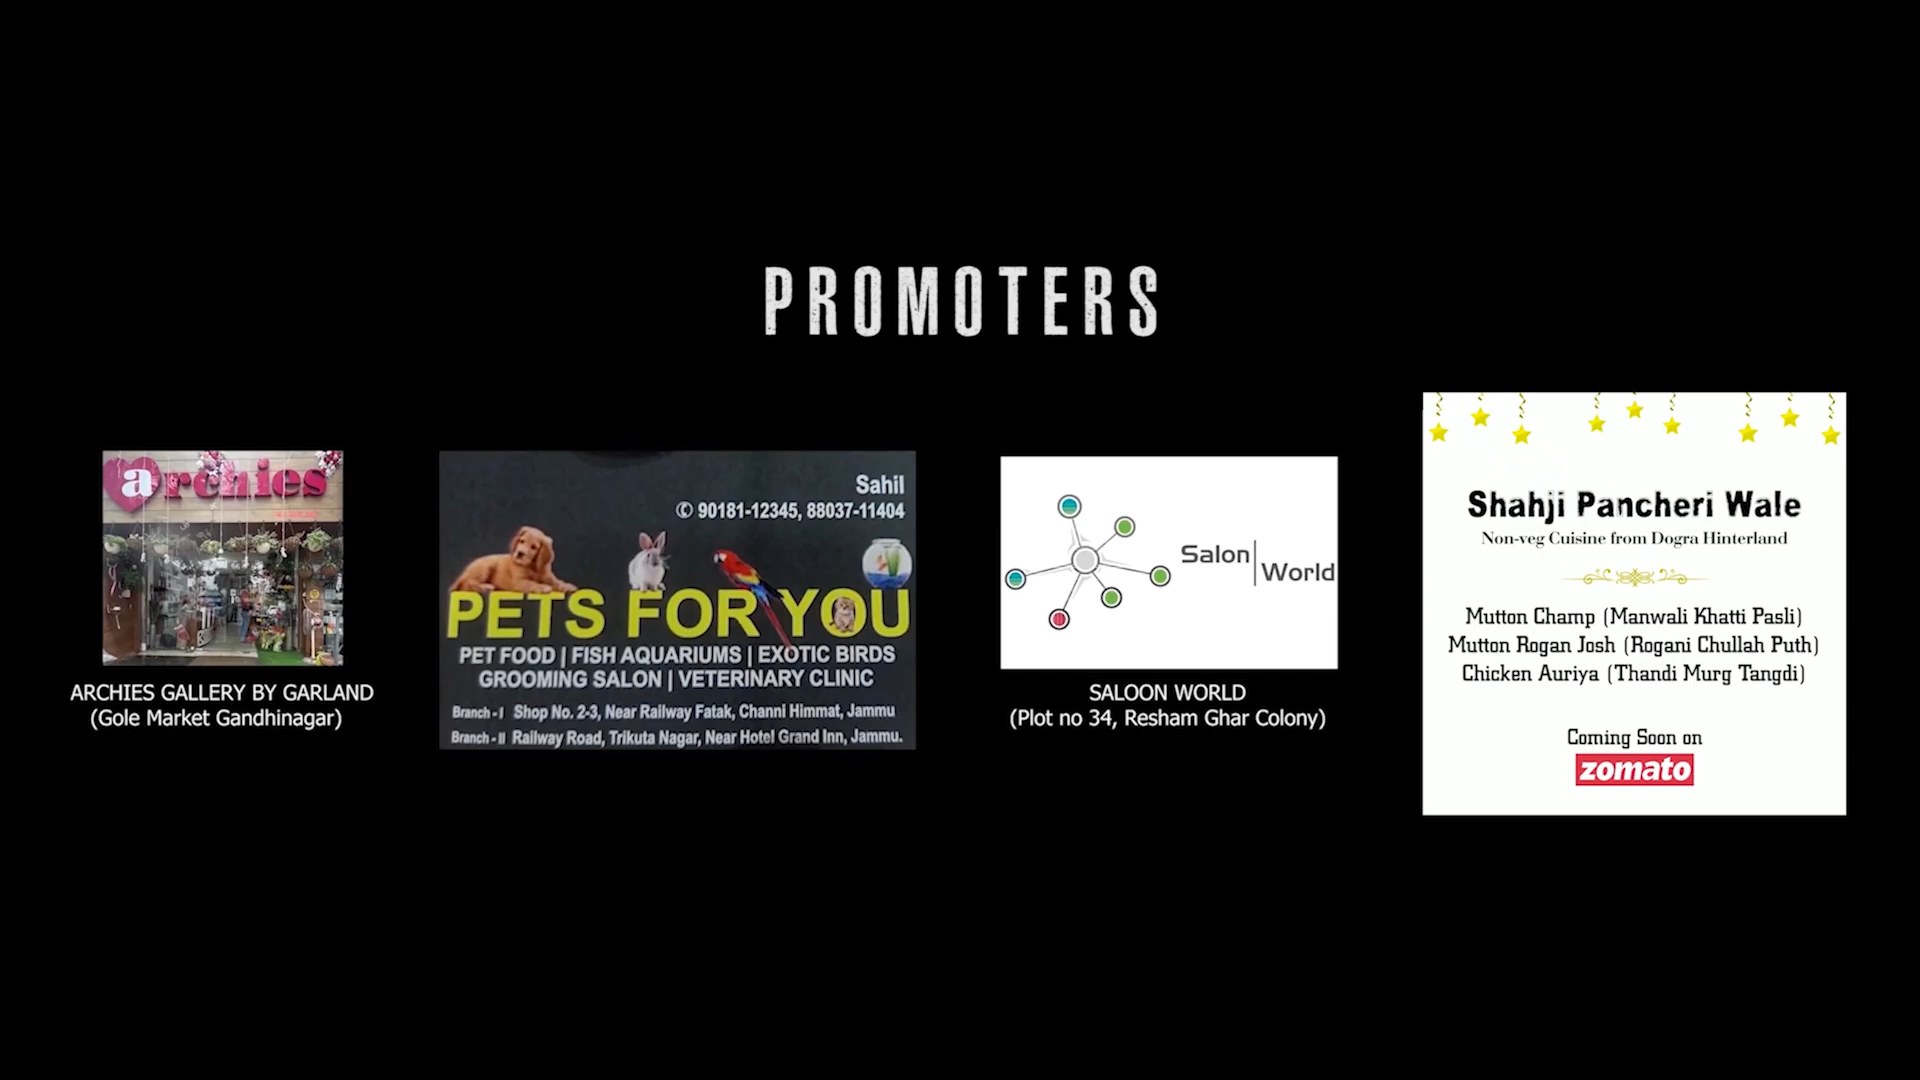 PROMOTERS
archies
ARCHIES GALLERY BY GARLAND
(Gole Market Gandhinagar)
Sahil
✆ 90181-12345, 88037-11404
PETS FOR YOU
PET FOOD | FISH AQUARIUMS | EXOTIC BIRDS
GROOMING SALON | VETERINARY CLINIC
Branch - I Shop No. 2-3, Near Railway Fatak, Channi Himmat, Jammu
Branch - II Railway Road, Trikuta Nagar, Near Hotel Grand Inn, Jammu.
Salon
World
SALOON WORLD
(Plot no 34, Resham Ghar Colony)
Shahji Pancheri Wale
Non-veg Cuisine from Dogra Hinterland
Mutton Champ (Manwali Khatti Pasli)
Mutton Rogan Josh (Rogani Chullah Puth)
Chicken Auriya (Thandi Murg Tangdi)
Coming Soon on
zomato